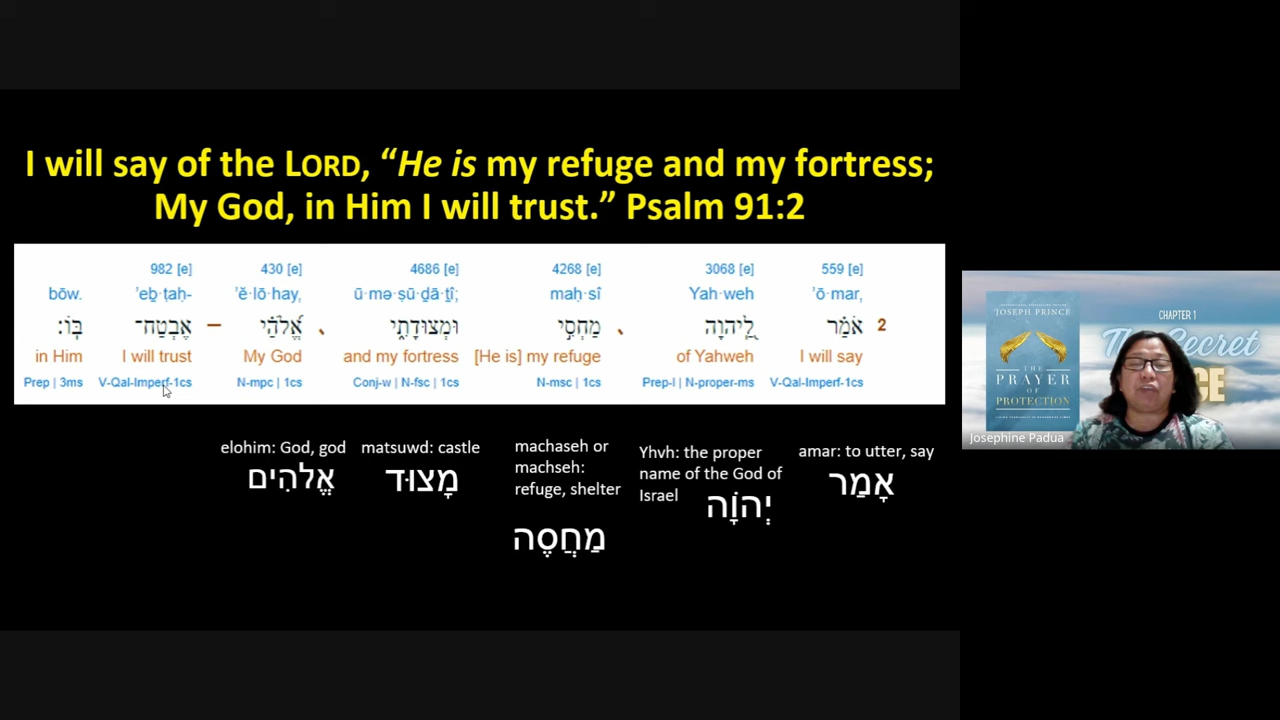 I will say of the LORD, “He is my refuge and my fortress;
My God, in Him I will trust.” Psalm 91:2
982 [e] 430 [e] 4686 [e] 4268 [e] 3068 [e] 559 [e]
bōw. ’eḇ·ṭaḥ- ’ĕ·lō·hay, ū·mə·ṣū·ḏā·ṯî; maḥ·sî Yah·weh ’ō·mar,
2 אֹמַ֗ר לַֽ֭יהוָה מַחְסִ֣י 、 וּמְצוּדָתִ֑י 、 אֱ֝לֹהַ֗י – אֶבְטַח־ בּֽוֹ׃
in Him I will trust My God and my fortress [He is] my refuge of Yahweh I will say
Prep | 3ms V-Qal-Imperf-1cs N-mpc | 1cs Conj-w | N-fsc | 1cs N-msc | 1cs Prep-l | N-proper-ms V-Qal-Imperf-1cs
elohim: God, god
אֱלֹהִים
matsuwd: castle
מָצוּד
machaseh or
machseh:
refuge, shelter
מַחֲסֶה
Yhvh: the proper
name of the God of
Israel
יְהוָֹה
amar: to utter, say
אָמַר
JOSEPH PRINCE
THE
PRAYER
OF
PROTECTION
CHAPTER 1
The Secret
Josephine Padua